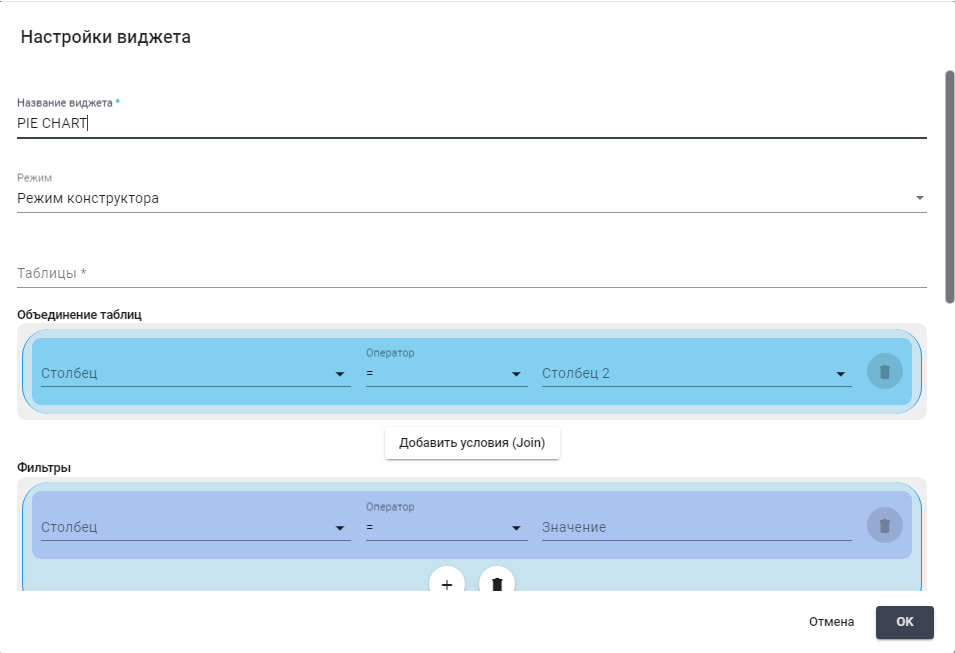 Настройки виджета
Название виджета *
PIE CHART
Режим
Режим конструктора
Таблицы *
Объединение таблиц
Оператор
Столбец = Столбец 2
Добавить условия (Join)
Фильтры
Оператор
Столбец = Значение
+
Отмена OK